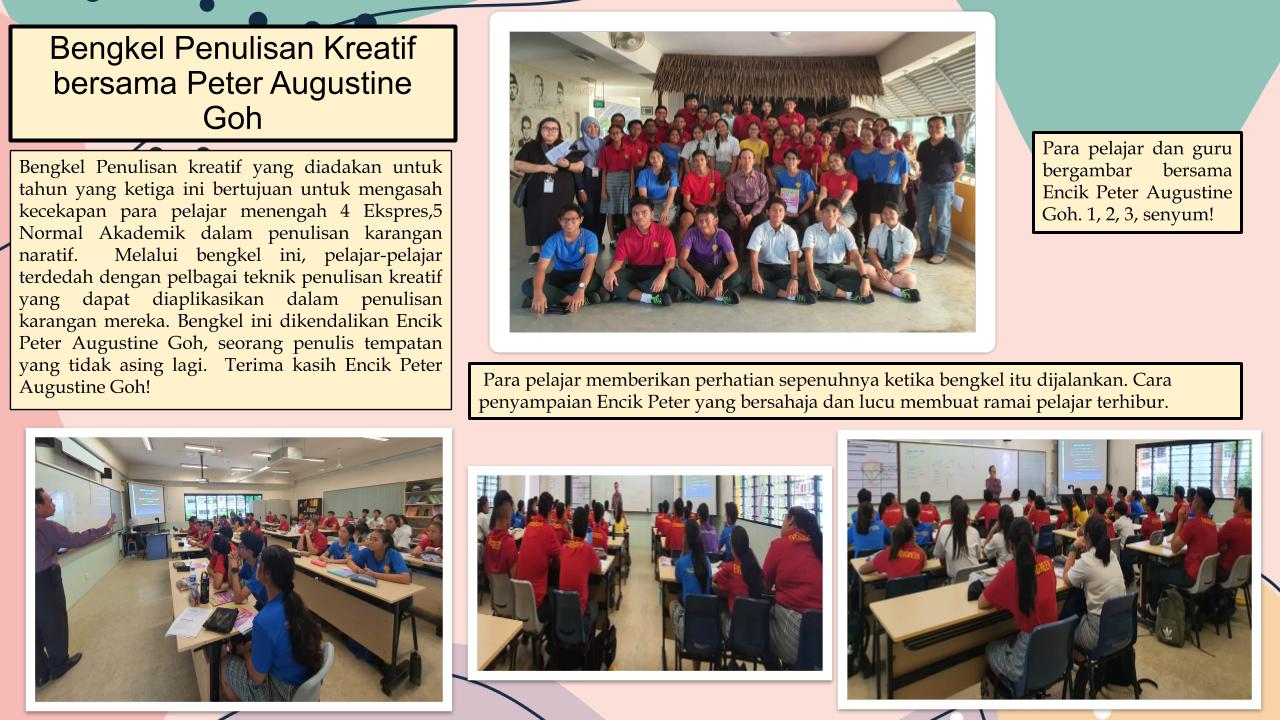 Bengkel Penulisan Kreatif
bersama Peter Augustine
Goh
Bengkel Penulisan kreatif yang diadakan untuk
tahun yang ketiga ini bertujuan untuk mengasah
kecekapan para pelajar menengah 4 Ekspres,5
Normal Akademik dalam penulisan karangan
naratif. Melalui bengkel ini, pelajar-pelajar
terdedah dengan pelbagai teknik penulisan kreatif
yang dapat diaplikasikan dalam penulisan
karangan mereka. Bengkel ini dikendalikan Encik
Peter Augustine Goh, seorang penulis tempatan
yang tidak asing lagi. Terima kasih Encik Peter
Augustine Goh!
Para pelajar dan guru
bergambar bersama
Encik Peter Augustine
Goh. 1, 2, 3, senyum!
Para pelajar memberikan perhatian sepenuhnya ketika bengkel itu dijalankan. Cara
penyampaian Encik Peter yang bersahaja dan lucu membuat ramai pelajar terhibur.